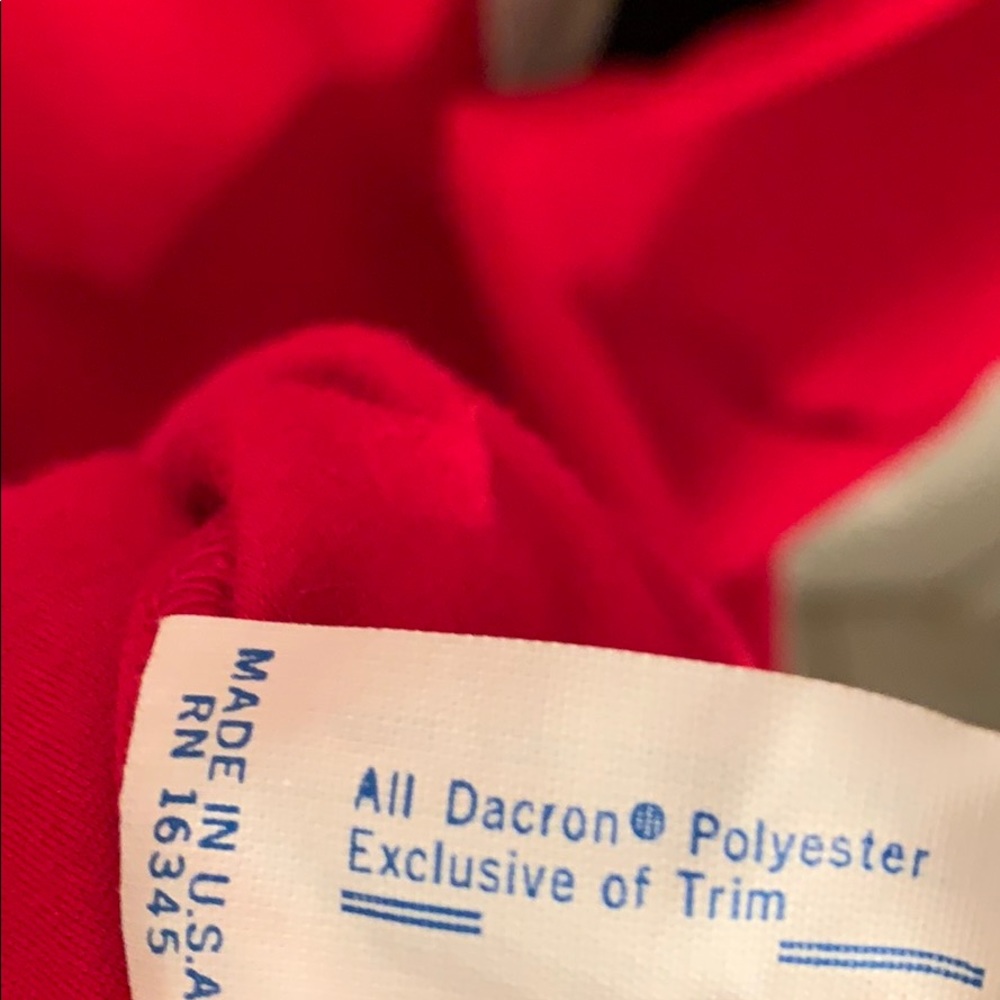 All Dacron® Polyester
Exclusive of Trim
MADE IN U.S.A
RN 16345